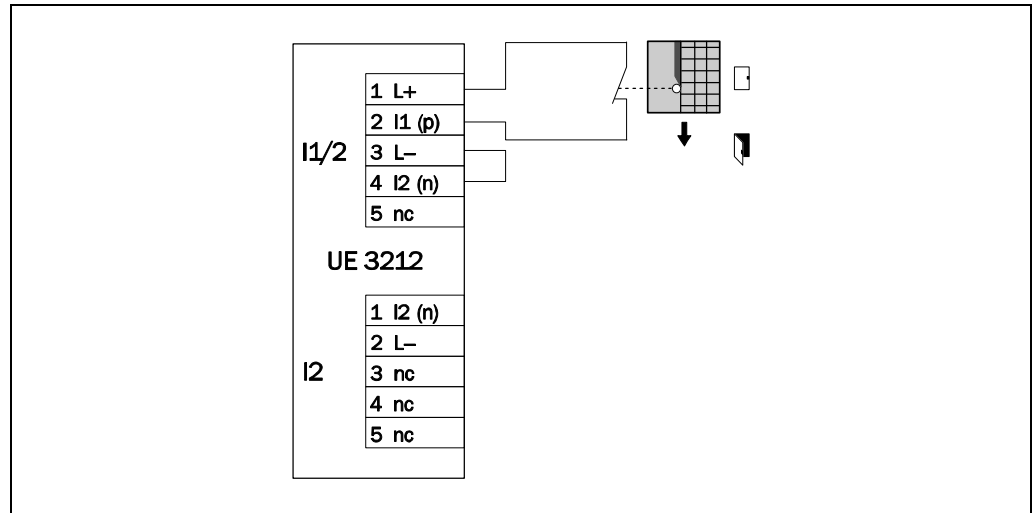 1 L+
2 I1 (p)
I1/2
3 L–
4 I2 (n)
5 nc
UE 3212
1 I2 (n)
2 L–
I2
3 nc
4 nc
5 nc